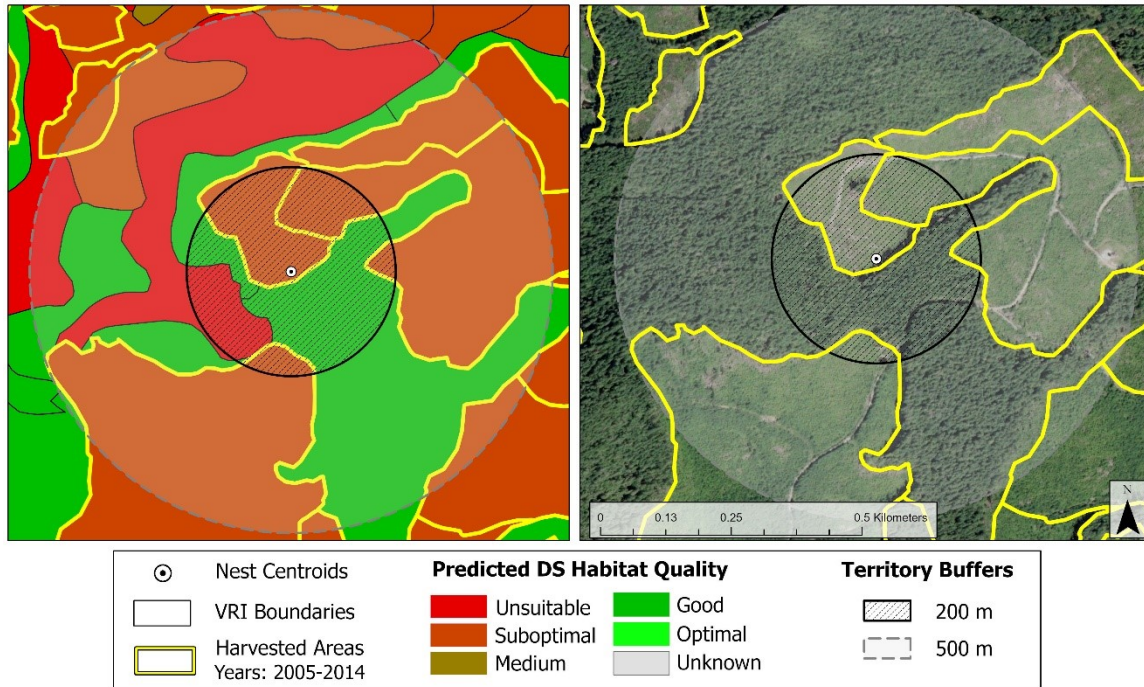 N
0 0.13 0.25 0.5 Kilometers
Nest Centroids
VRI Boundaries
Harvested Areas
Years: 2005-2014
Predicted DS Habitat Quality
Unsuitable
Suboptimal
Medium
Good
Optimal
Unknown
Territory Buffers
200 m
500 m